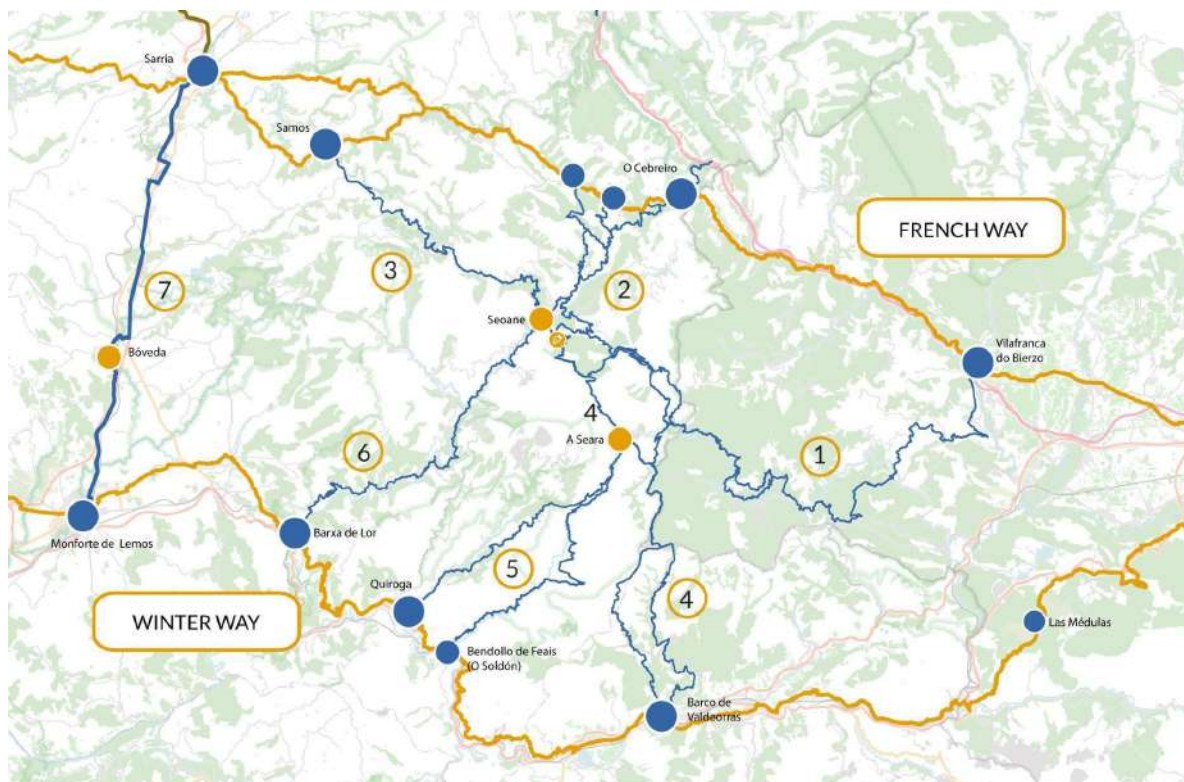 Sarria
Samos
O Cebreiro
FRENCH WAY
3
2
7
Seoane
Bóveda
Vilafranca
do Bierzo
4
A Seara
6
1
Monforte de Lemos
Barxa de Lor
Quiroga
5
4
WINTER WAY
Bendollo de Feais
(O Soldón)
Las Médulas
Barco de
Valdeorras